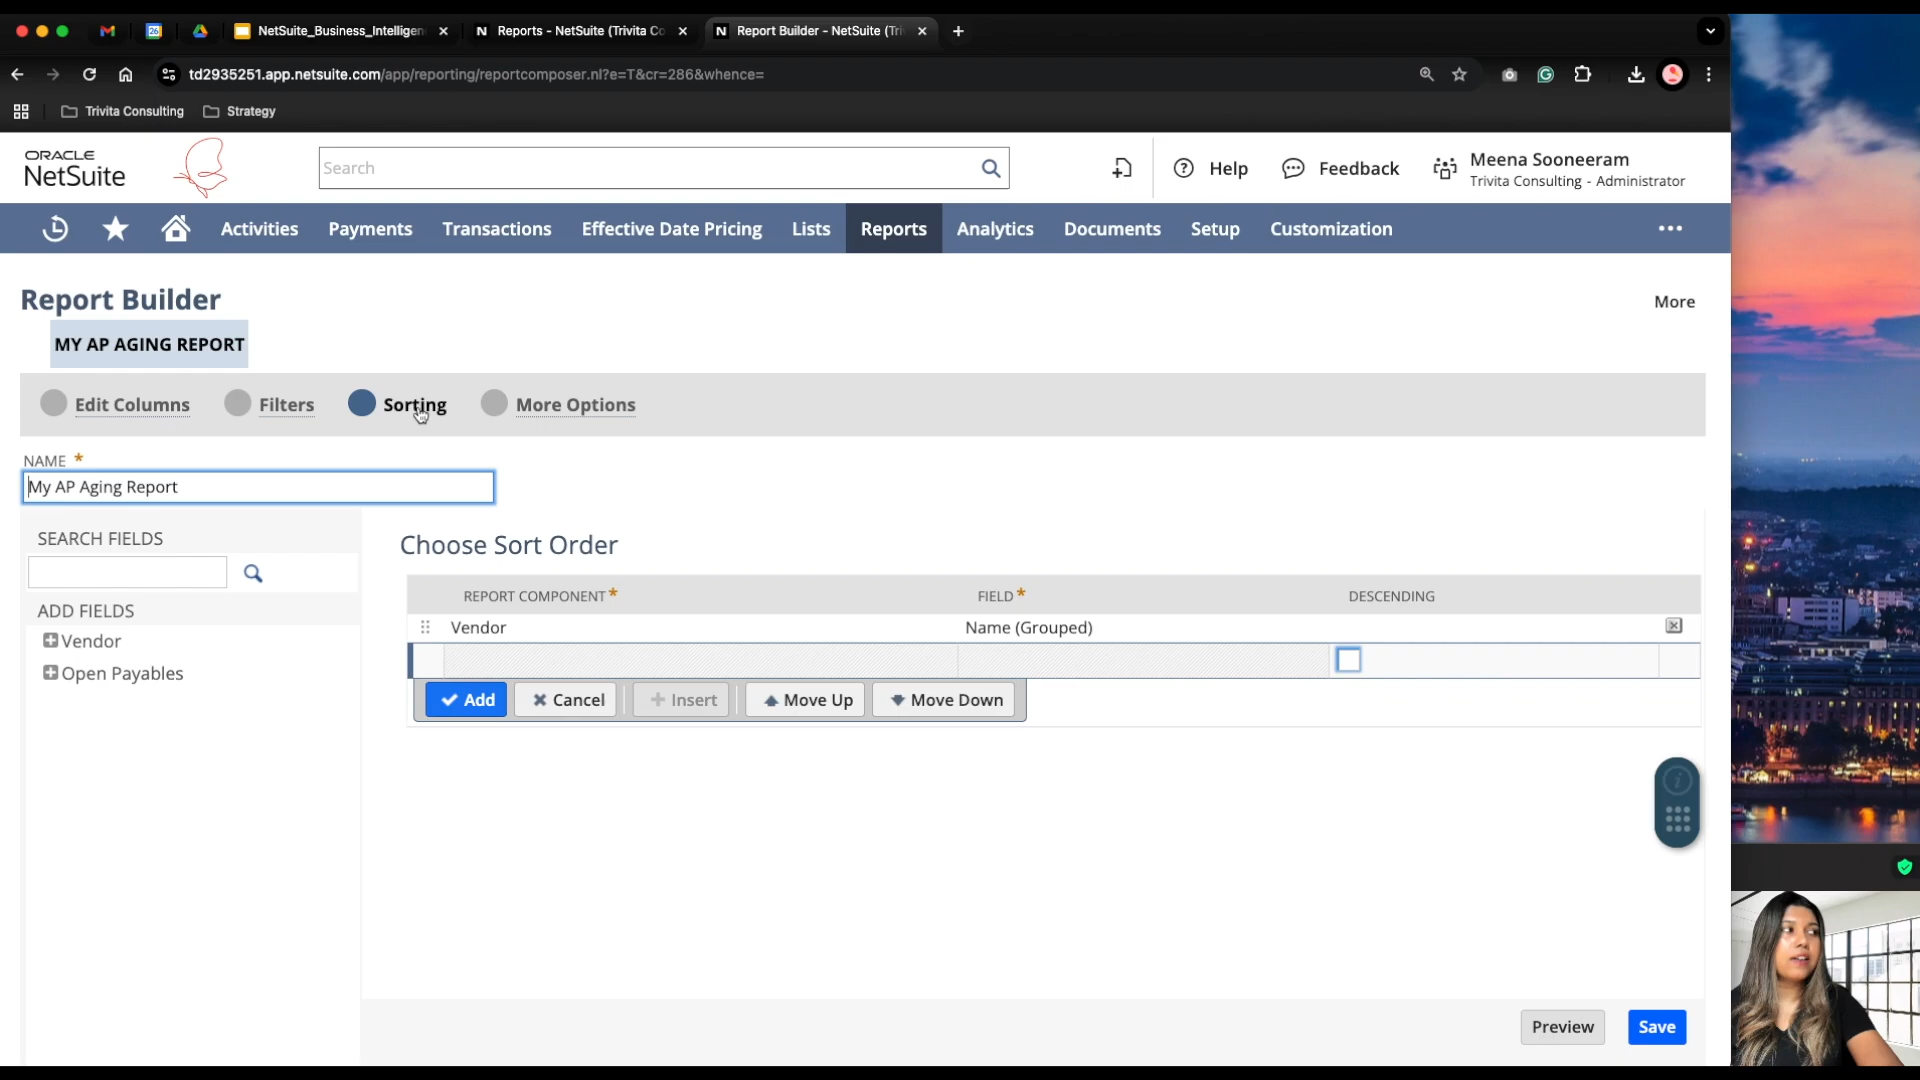 NetSuite_Business_Intelligen
Reports - NetSuite (Trivita Co
Report Builder - NetSuite (Tri
26
td2935251.app.netsuite.com/app/reporting/reportcomposer.nl?e=T&cr=286&whence=
Trivita Consulting
Strategy
ORACLE
NetSuite
Search
Help
Feedback
Meena Sooneeram
Trivita Consulting - Administrator
Activities
Payments
Transactions
Effective Date Pricing
Lists
Reports
Analytics
Documents
Setup
Customization
Report Builder
More
MY AP AGING REPORT
Edit Columns
Filters
Sorting
More Options
NAME *
My AP Aging Report
SEARCH FIELDS
ADD FIELDS
Vendor
Open Payables
Choose Sort Order
REPORT COMPONENT * FIELD * DESCENDING
Vendor Name (Grouped)
Add
Cancel
Insert
Move Up
Move Down
Preview
Save